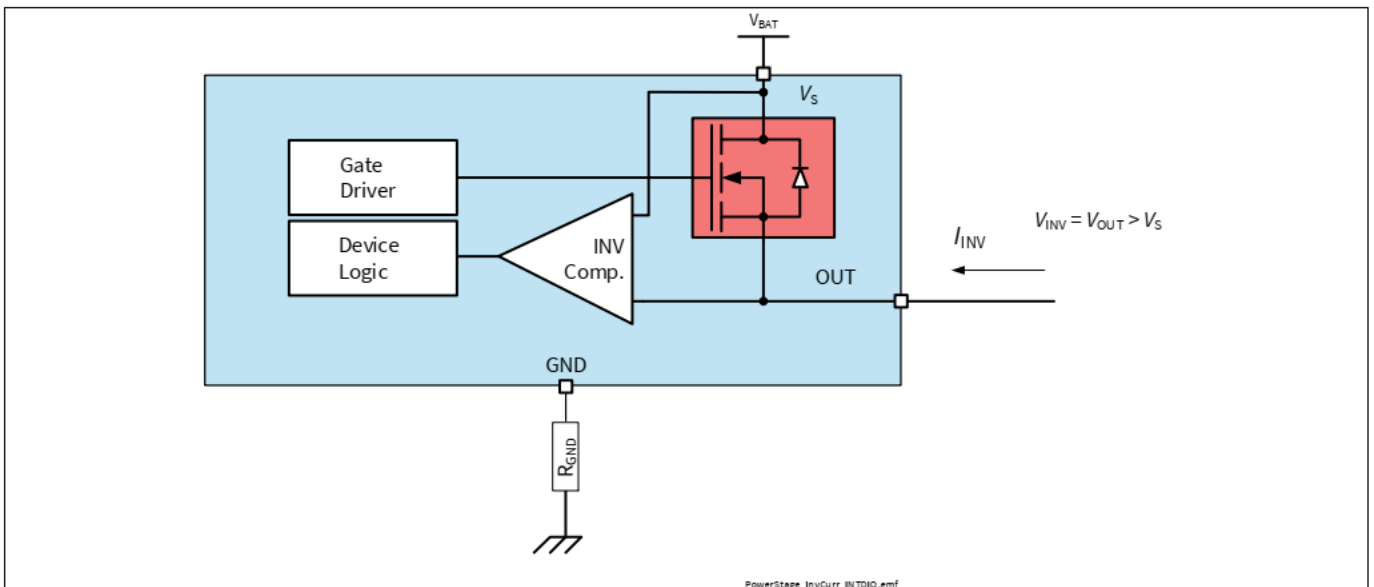 VBAT
VS
Gate
Driver
Device
Logic
INV
Comp.
IINV
VINV = VOUT > VS
OUT
GND
RGND
PowerStage_InvCurr_INTDIO.emf